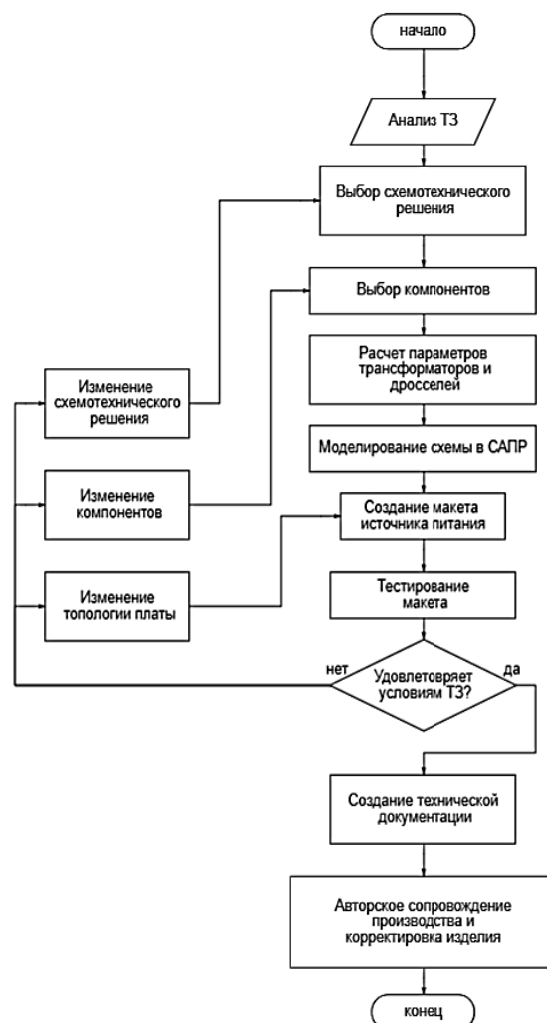 начало
Анализ ТЗ
Выбор схемотехнического
решения
Выбор компонентов
Расчет параметров
трансформаторов и
дросселей
Изменение
схемотехнического
решения
Моделирование схемы в САПР
Изменение
компонентов
Создание макета
источника питания
Изменение
топологии платы
Тестирование
макета
нет
Удовлетовряет
условиям ТЗ?
да
Создание технической
документации
Авторское сопровождение
производства и
корректировка изделия
конец